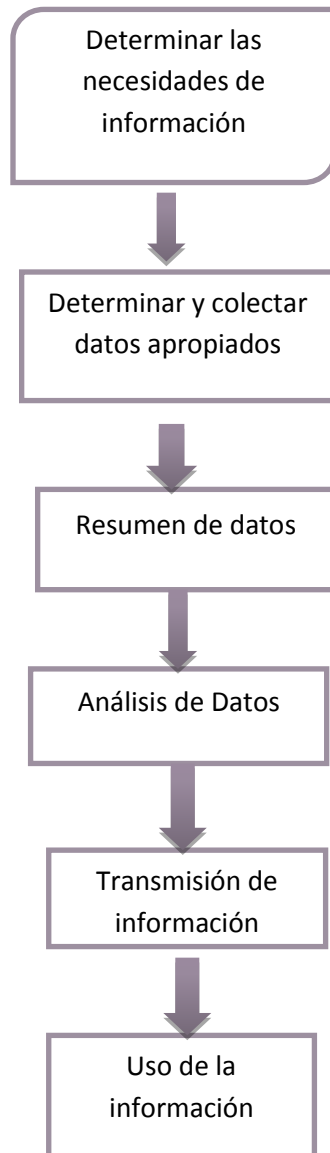 Determinar las
necesidades de
información
Determinar y colectar
datos apropiados
Resumen de datos
Análisis de Datos
Transmisión de
información
Uso de la
información